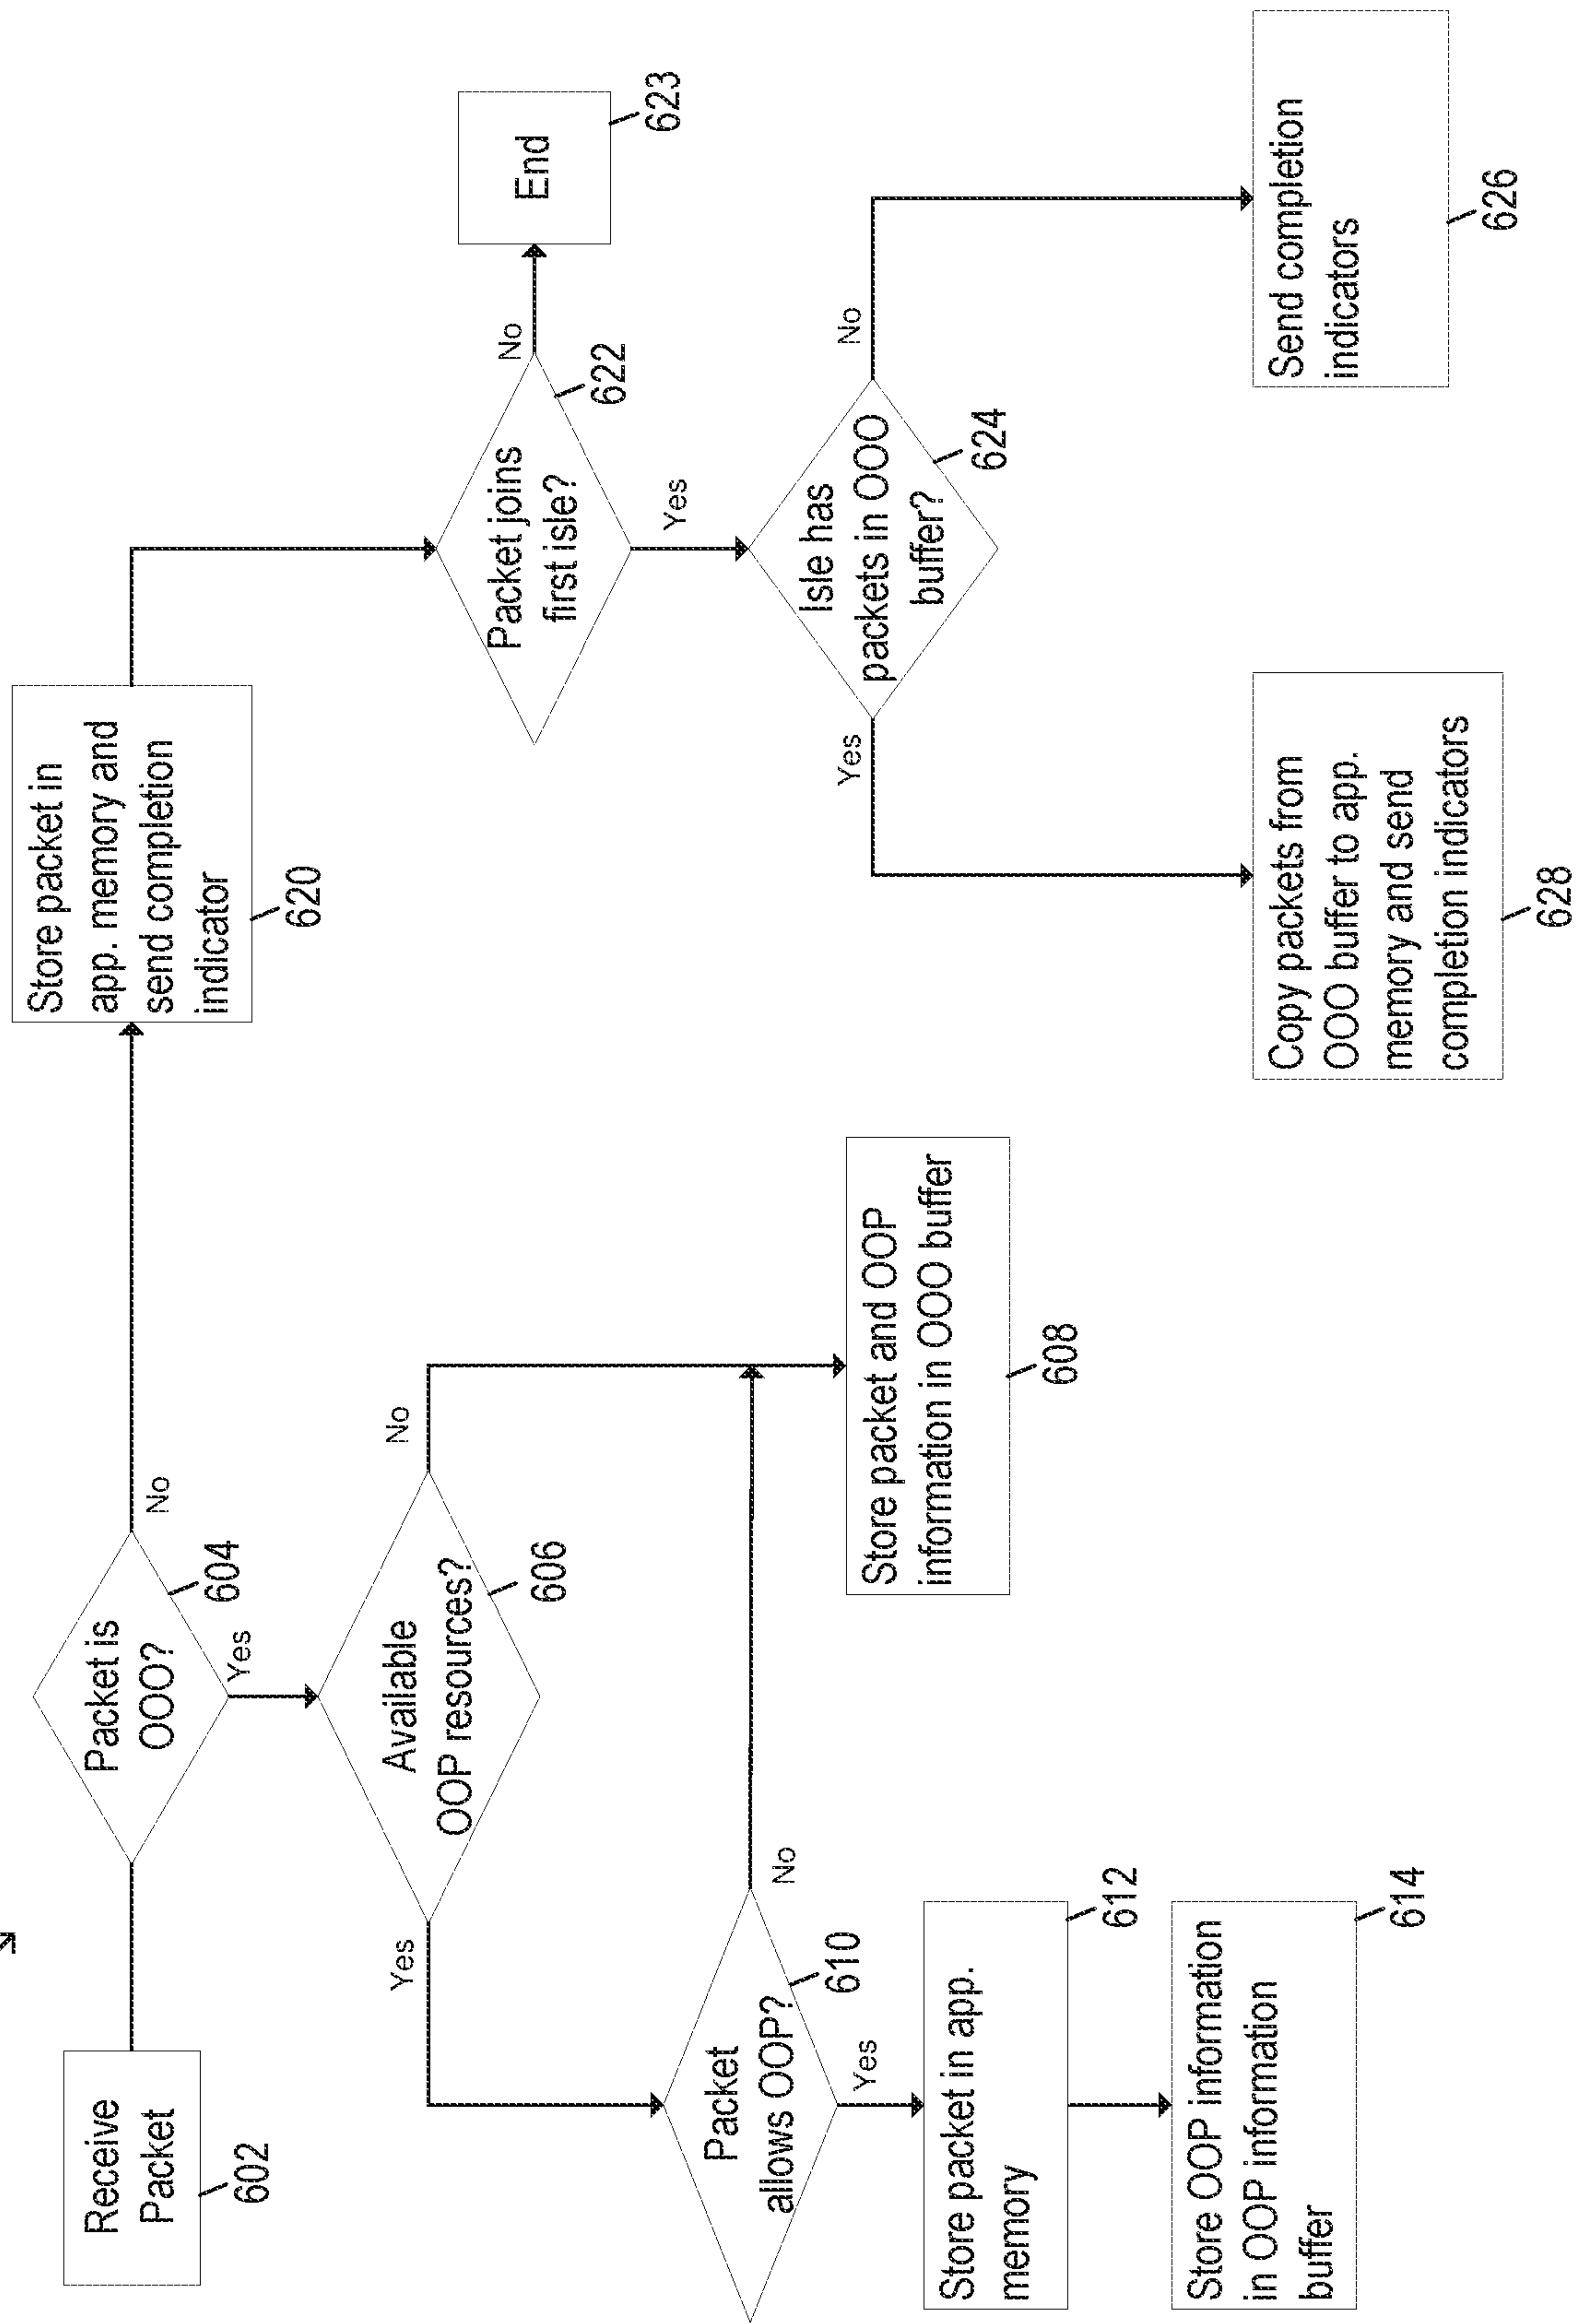 Receive
Packet
602
Packet is
OOO?
604
No
Yes
Store packet in
app. memory and
send completion
indicator
620
Available
OOP resources?
606
Yes
No
Packet joins
first isle?
622
No
End
623
Yes
Packet
allows OOP?
610
No
Yes
Store packet and OOP
information in OOO buffer
608
Isle has
packets in OOO
buffer?
624
Yes
No
Store packet in app.
memory
612
Store OOP information
in OOP information
buffer
614
Copy packets from
OOO buffer to app.
memory and send
completion indicators
628
Send completion
indicators
626